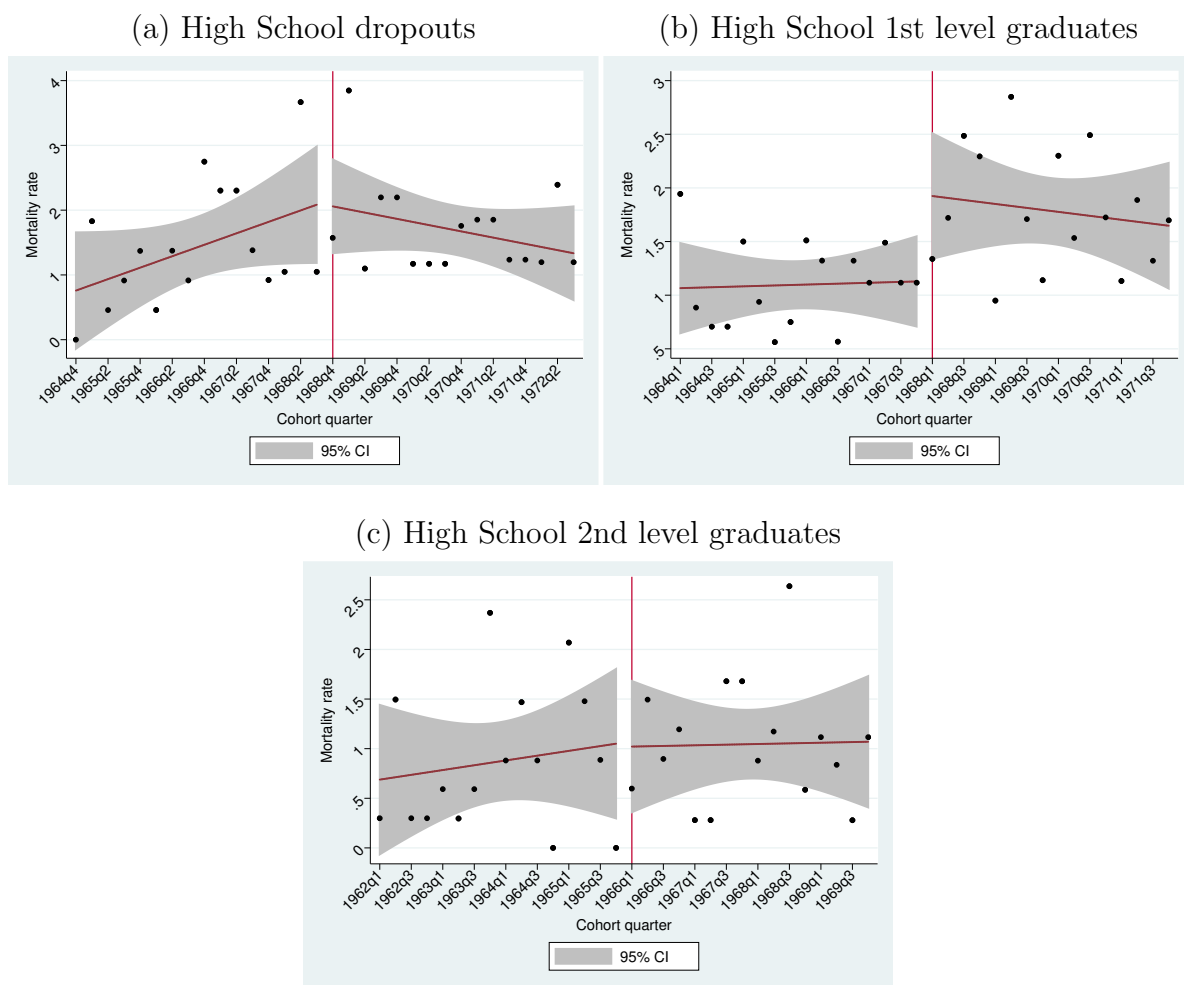 (a) High School dropouts
Mortality rate
4
3
2
1
0
1964q4 1965q2 1965q4 1966q2 1966q4 1967q2 1967q4 1968q2 1968q4 1969q2 1969q4 1970q2 1970q4 1971q2 1971q4 1972q2
Cohort quarter
95% CI
(b) High School 1st level graduates
Mortality rate
3
2.5
2
1.5
1
.5
1964q1 1964q3 1965q1 1965q3 1966q1 1966q3 1967q1 1967q3 1968q1 1968q3 1969q1 1969q3 1970q1 1970q3 1971q1 1971q3
Cohort quarter
95% CI
(c) High School 2nd level graduates
Mortality rate
2.5
2
1.5
1
.5
0
1962q1 1962q3 1963q1 1963q3 1964q1 1964q3 1965q1 1965q3 1966q1 1966q3 1967q1 1967q3 1968q1 1968q3 1969q1 1969q3
Cohort quarter
95% CI